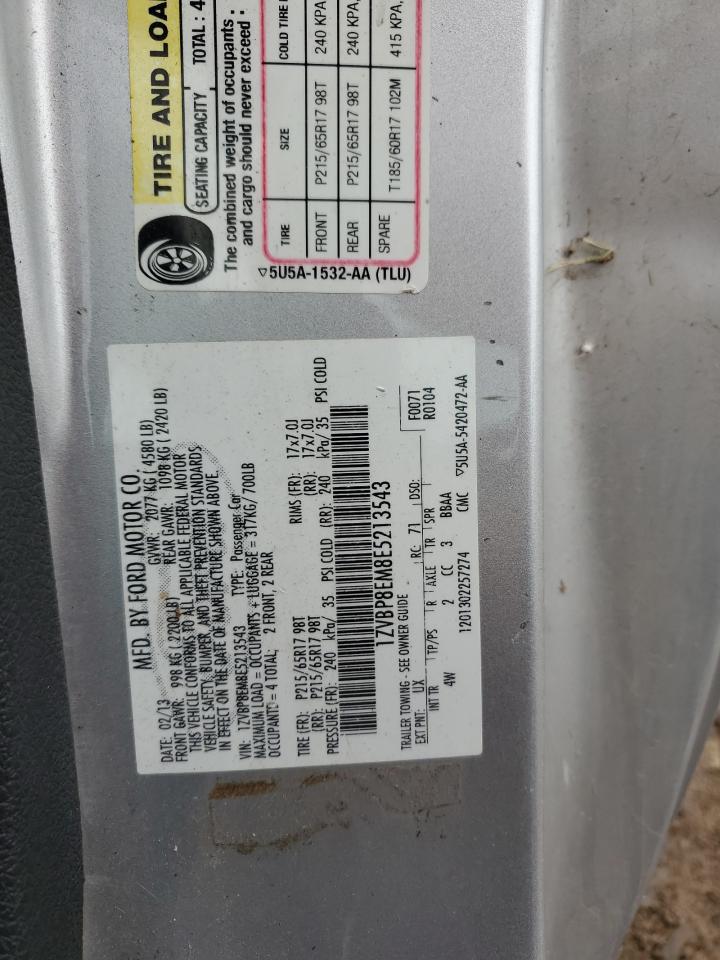 TIRE AND LOA
SEATING CAPACITY TOTAL : 4
The combined weight of occupants
and cargo should never exceed :
TIRE SIZE COLD TIRE
FRONT P215/65R17 98T 240 KPA,
REAR P215/65R17 98T 240 KPA,
SPARE T185/60R17 102M 415 KPA,
▽5U5A-1532-AA (TLU)
MFD. BY FORD MOTOR CO.
DATE: 02/13 GVWR: 2077 KG ( 4580 LB)
FRONT GAWR: 998 KG ( 2200 LB) REAR GAWR: 1098 KG ( 2420 LB)
THIS VEHICLE CONFORMS TO ALL APPLICABLE FEDERAL MOTOR
VEHICLE SAFETY, BUMPER, AND THEFT PREVENTION STANDARDS
IN EFFECT ON THE DATE OF MANUFACTURE SHOWN ABOVE.
VIN: 1ZVBP8EM8E5213543 TYPE: Passenger Car
MAXIMUM LOAD = OCCUPANTS + LUGGAGE = 317KG/ 700LB
OCCUPANTS = 4 TOTAL: 2 FRONT, 2 REAR
TIRE (FR): P215/65R17 98T RIMS (FR): 17x7.0J
(RR): P215/65R17 98T (RR): 17x7.0J
PRESSURE (FR): 240 kPa/ 35 PSI COLD (RR): 240 kPa/ 35 PSI COLD
1ZVBP8EM8E5213543
TRAILER TOWING - SEE OWNER GUIDE F0071
EXT PNT: UX RC: 71 DSO: R0104
INT TR TP/PS R AXLE TR SPR
4W 2 CC 3 BBAA
1201302257274 CMC ▽5U5A-5420472-AA